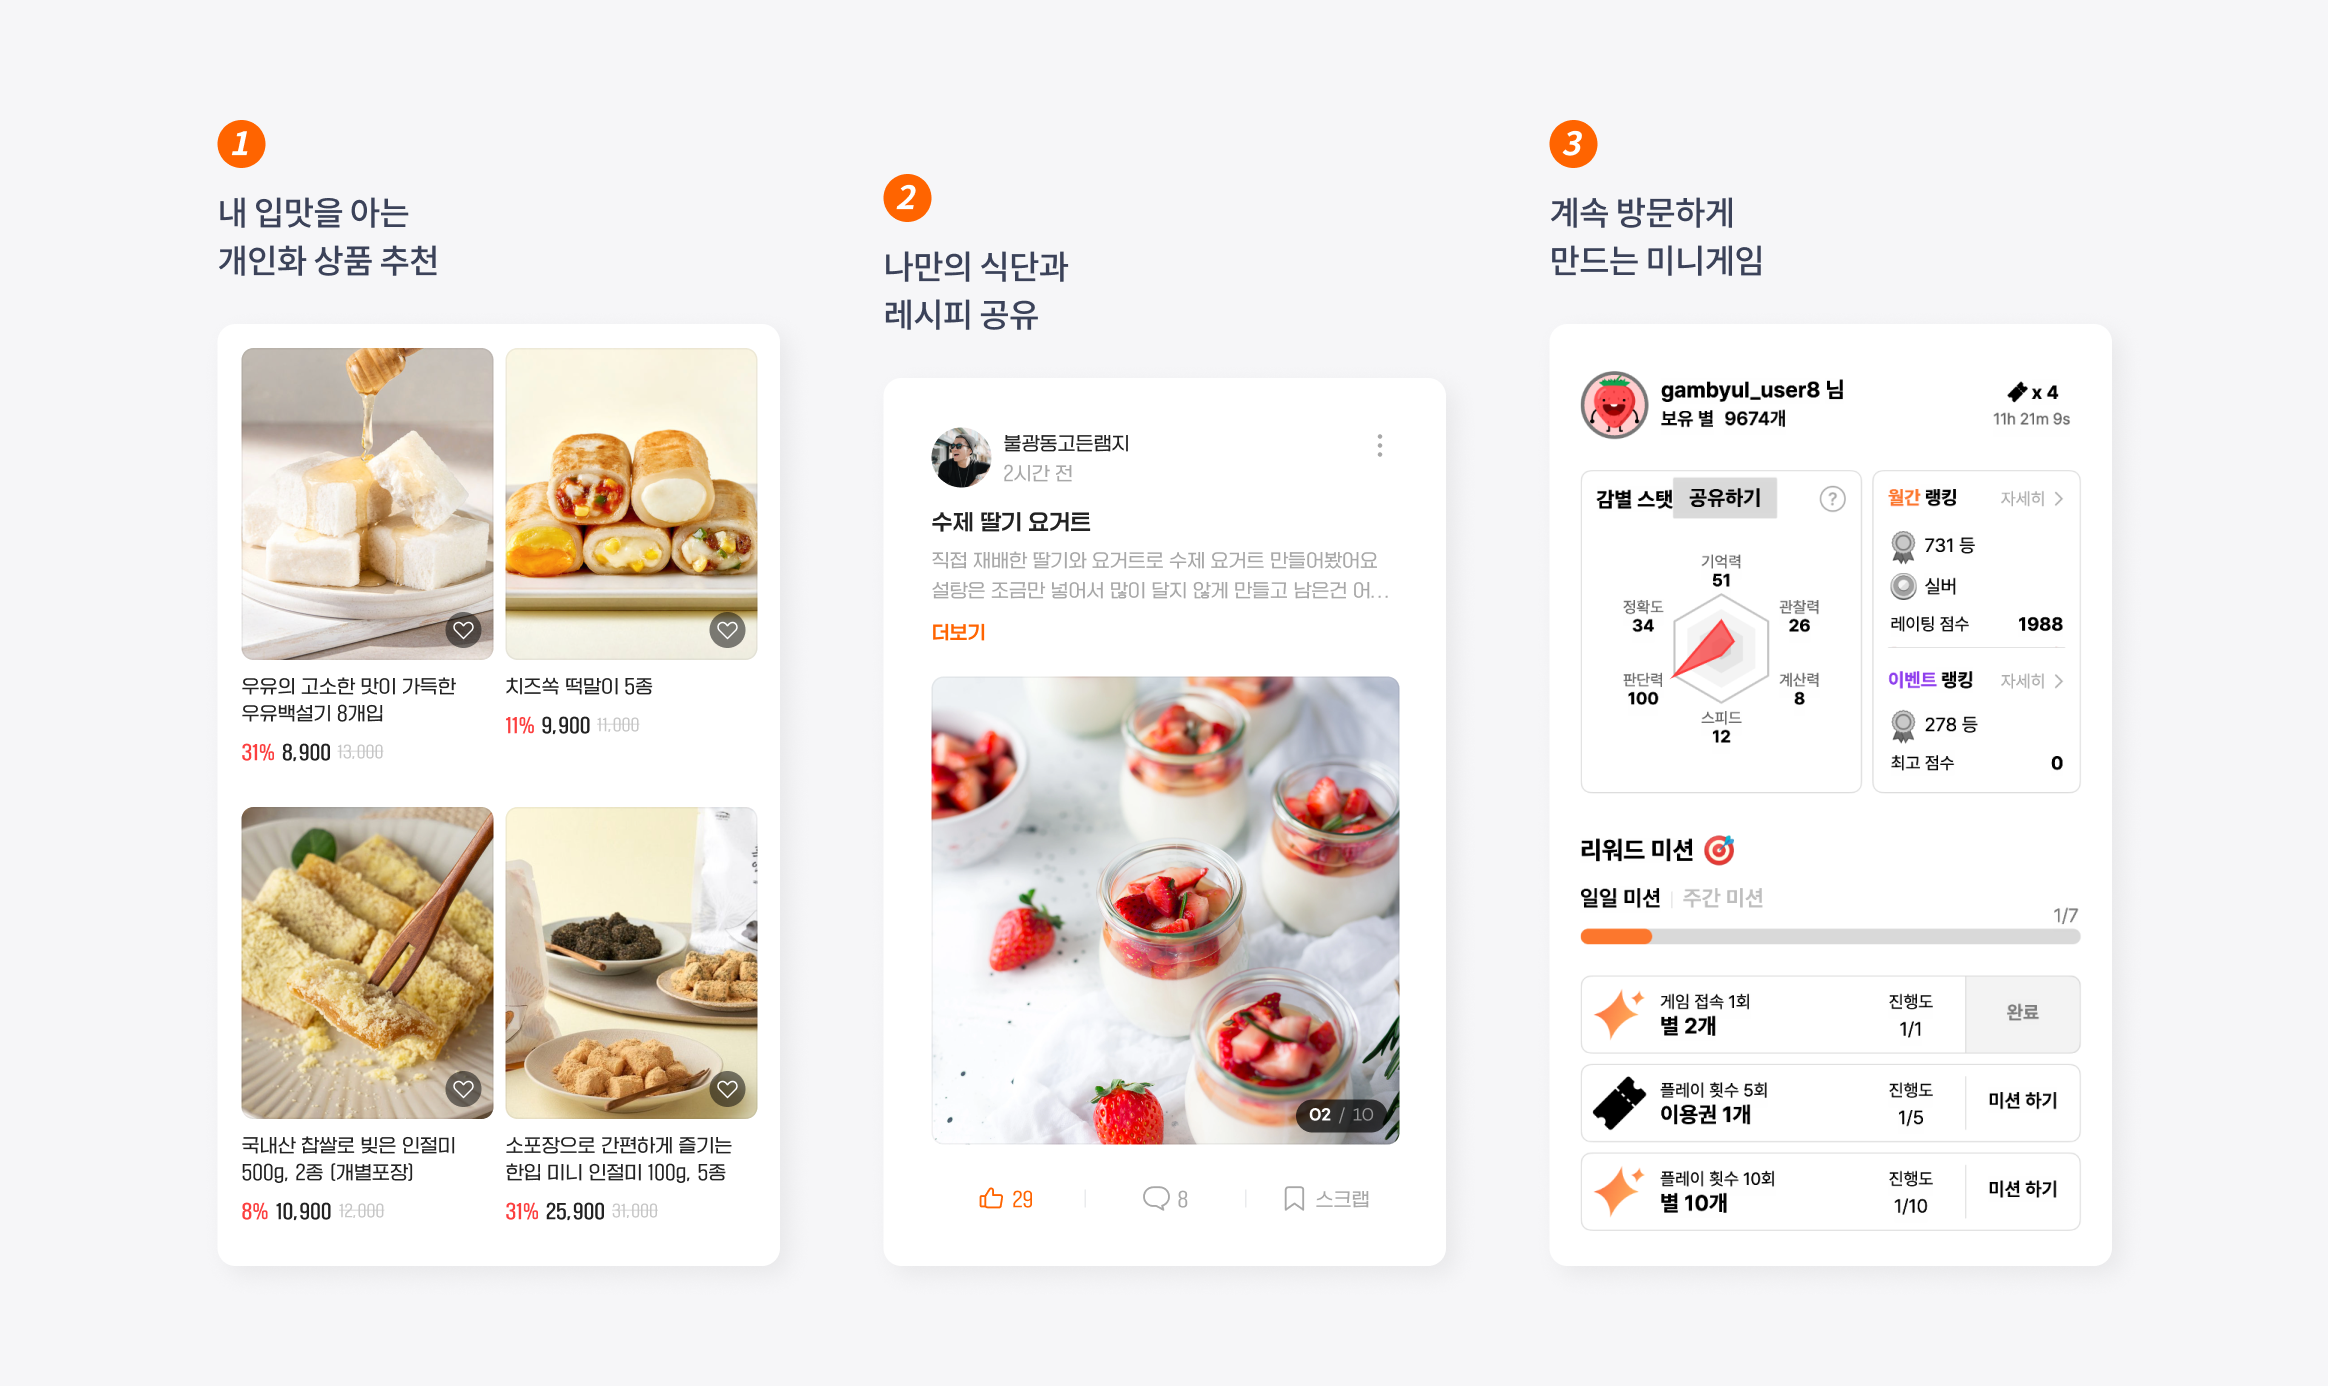 1
내 입맛을 아는
개인화 상품 추천
우유의 고소한 맛이 가득한
우유백설기 8개입
31% 8,900 13,000
치즈쏙 떡말이 5종
11% 9,900 11,000
국내산 찹쌀로 빚은 인절미
500g, 2종 (개별포장)
8% 10,900 12,000
소포장으로 간편하게 즐기는
한입 미니 인절미 100g, 5종
31% 25,900 31,000
2
나만의 식단과
레시피 공유
불광동고든램지
2시간 전
수제 딸기 요거트
직접 재배한 딸기와 요거트로 수제 요거트 만들어봤어요
설탕은 조금만 넣어서 많이 달지 않게 만들고 남은건 어...
더보기
02 / 10
29
8
스크랩
3
계속 방문하게
만드는 미니게임
gambyul_user8 님
보유 별 9674개
x 4
11h 21m 9s
감별 스탯
공유하기
?
기억력
51
관찰력
26
계산력
8
스피드
12
판단력
100
정확도
34
월간 랭킹
자세히 >
731 등
실버
레이팅 점수 1988
이벤트 랭킹
자세히 >
278 등
최고 점수 0
리워드 미션
일일 미션 | 주간 미션
1/7
게임 접속 1회
별 2개
진행도
1/1
완료
플레이 횟수 5회
이용권 1개
진행도
1/5
미션 하기
플레이 횟수 10회
별 10개
진행도
1/10
미션 하기